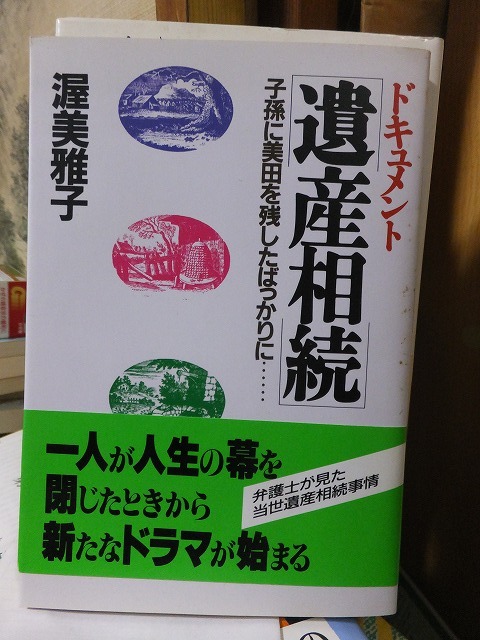 ドキュメント
遺産相続
子孫に美田を残したばっかりに……
渥美雅子
一人が人生の幕を
閉じたときから
新たなドラマが始まる
弁護士が見た
当世遺産相続事情